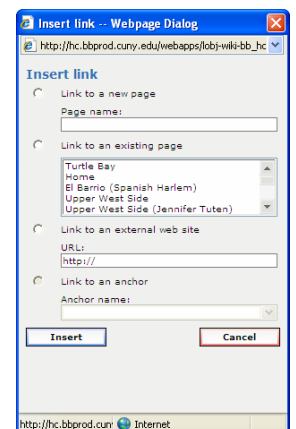 Insert link -- Webpage Dialog
http://hc.bbprod.cuny.edu/webapps/lobj-wiki-bb_hc
Insert link
Link to a new page
Page name:
Link to an existing page
Turtle Bay
Home
El Barrio (Spanish Harlem)
Upper West Side
Upper West Side (Jennifer Tuten)
Link to an external web site
URL:
http://
Link to an anchor
Anchor name:
Insert Cancel
http://hc.bbprod.cun Internet